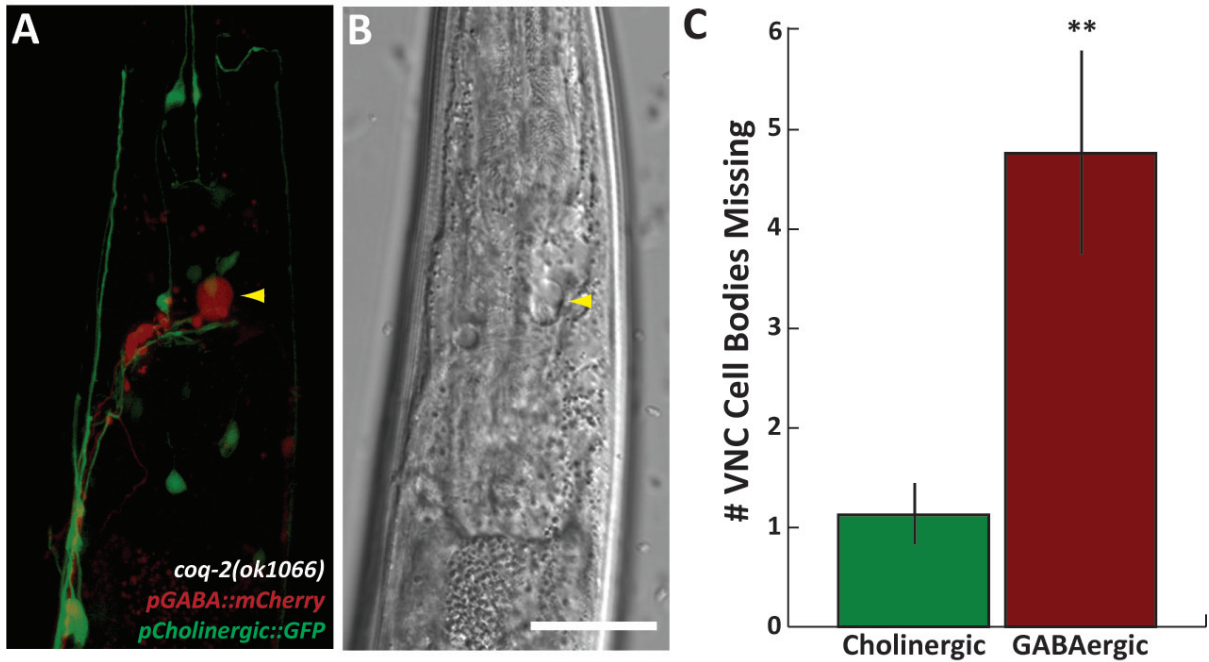 A
coq-2(ok1066)
pGABA::mCherry
pCholinergic::GFP
B
C
# VNC Cell Bodies Missing
6
5
4
3
2
1
0
**
Cholinergic
GABAergic